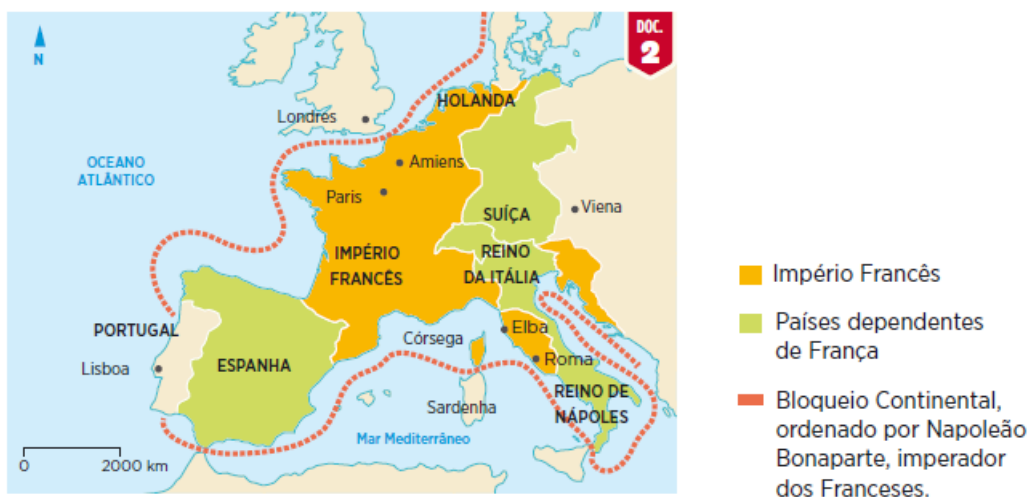 DOC.
2
N
HOLANDA
Londres
OCEANO
ATLÂNTICO
Amiens
Paris
Viena
SUÍÇA
IMPÉRIO
FRANCÊS
REINO
DA ITÁLIA
PORTUGAL
Córsega
Elba
Lisboa
ESPANHA
Roma
REINO DE
NÁPOLES
Sardenha
Mar Mediterrâneo
0 2000 km
Império Francês
Países dependentes
de França
Bloqueio Continental,
ordenado por Napoleão
Bonaparte, imperador
dos Franceses.